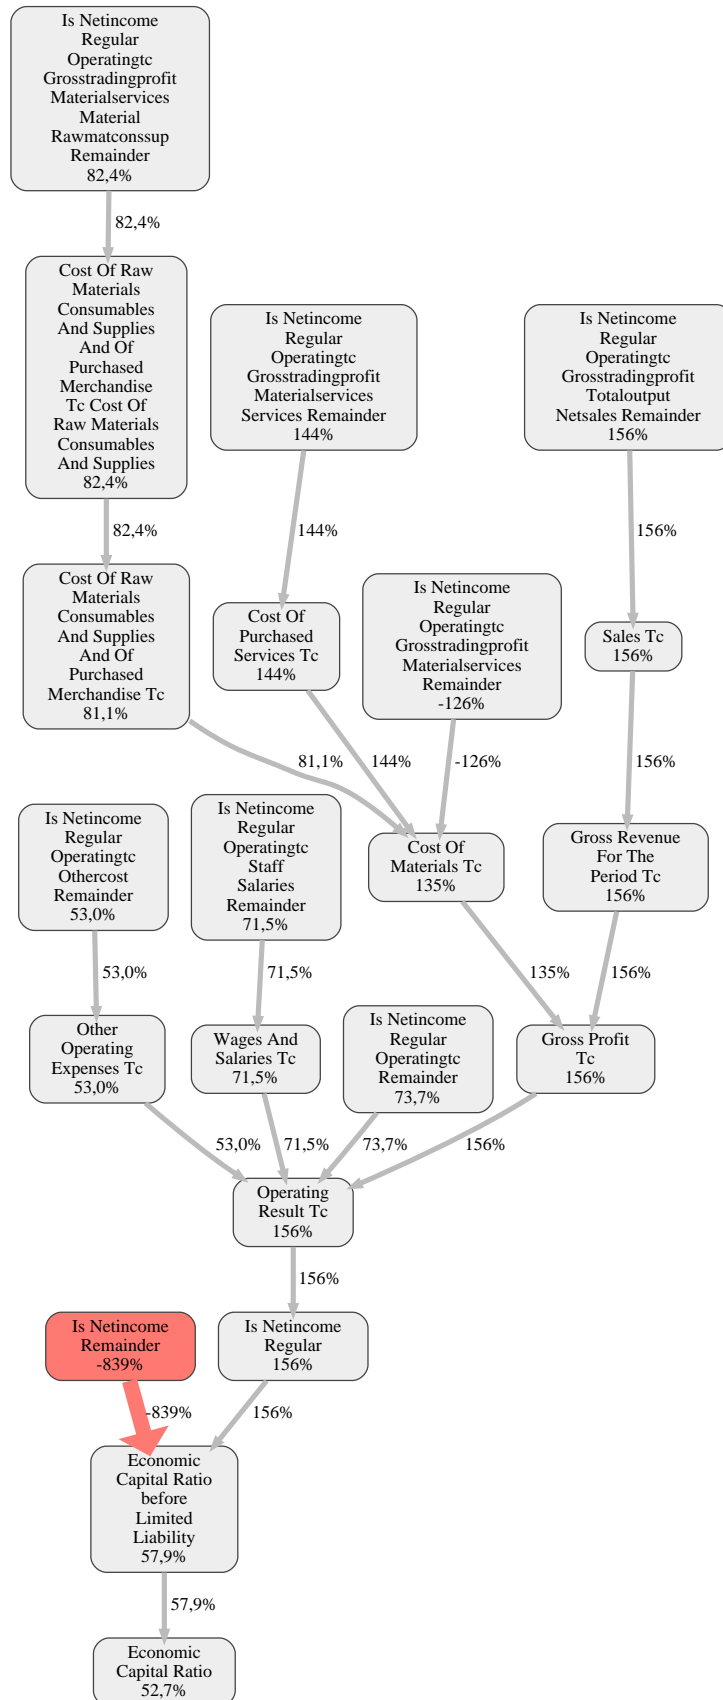 Is Netincome
Regular
Operatingtc
Grosstradingprofit
Materialservices
Material
Rawmatconssup
Remainder
82,4%
82,4%
Cost Of Raw
Materials
Consumables
And Supplies
And Of
Purchased
Merchandise
Tc Cost Of
Raw Materials
Consumables
And Supplies
82,4%
Is Netincome
Regular
Operatingtc
Grosstradingprofit
Materialservices
Services Remainder
144%
Is Netincome
Regular
Operatingtc
Grosstradingprofit
Totaloutput
Netsales Remainder
156%
82,4%
144%
156%
Cost Of Raw
Materials
Consumables
And Supplies
And Of
Purchased
Merchandise Tc
81,1%
Cost Of
Purchased
Services Tc
144%
Is Netincome
Regular
Operatingtc
Grosstradingprofit
Materialservices
Remainder
-126%
Sales Tc
156%
81,1%
144%
-126%
156%
Is Netincome
Regular
Operatingtc
Othercost
Remainder
53,0%
Is Netincome
Regular
Operatingtc
Staff
Salaries
Remainder
71,5%
Cost Of
Materials Tc
135%
Gross Revenue
For The
Period Tc
156%
53,0%
71,5%
135%
156%
Other
Operating
Expenses Tc
53,0%
Wages And
Salaries Tc
71,5%
Is Netincome
Regular
Operatingtc
Remainder
73,7%
Gross Profit
Tc
156%
53,0%
71,5%
73,7%
156%
Operating
Result Tc
156%
156%
Is Netincome
Remainder
-839%
Is Netincome
Regular
156%
-839%
156%
Economic
Capital Ratio
before
Limited
Liability
57,9%
57,9%
Economic
Capital Ratio
52,7%